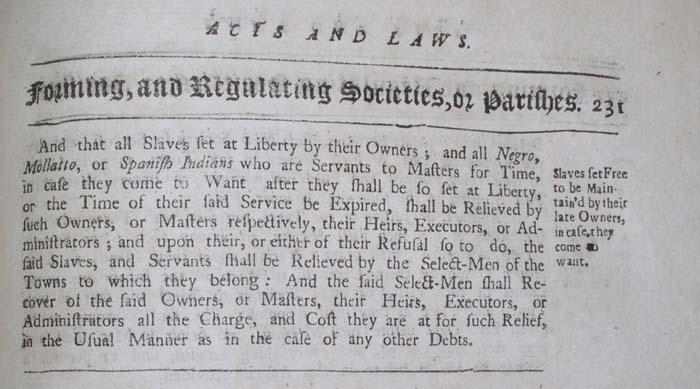 ACTS AND LAWS.
Forming, and Regulating Societies, or Pariſhes. 231
And that all Slaves ſet at Liberty by their Owners; and all Negro,
Mollatto, or Spaniſh Indians who are Servants to Maſters for Time,
in caſe they come to Want after they ſhall be ſo ſet at Liberty,
or the Time of their ſaid Service be Expired, ſhall be Relieved by
ſuch Owners, or Maſters reſpectively, their Heirs, Executors, or Ad-
miniſtrators; and upon their, or either of their Refuſal ſo to do, the
ſaid Slaves, and Servants ſhall be Relieved by the Select-Men of the
Towns to which they belong: And the ſaid Select-Men ſhall Re-
cover of the ſaid Owners, or Maſters, their Heirs, Executors, or
Adminiſtrators all the Charge, and Coſt they are at for ſuch Relief,
in the Uſual Manner as in the caſe of any other Debts.
Slaves ſet Free
to be Main-
tain'd by their
late Owners,
in caſe they
come to
want.